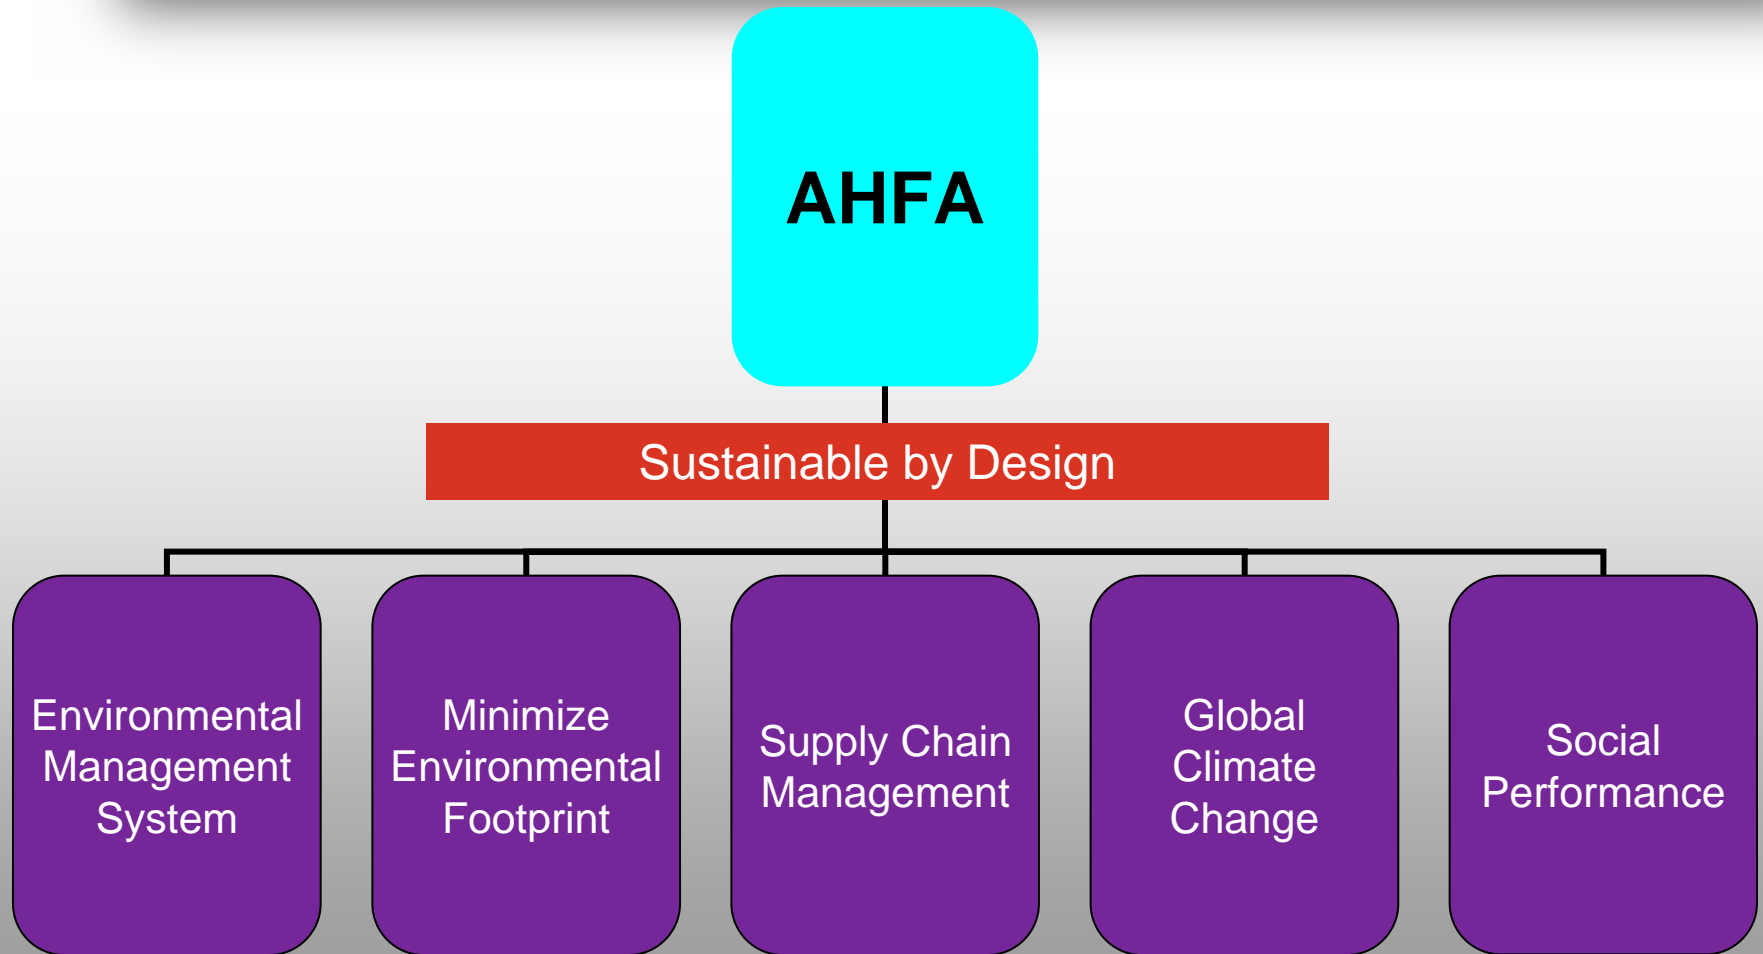 AHFA
Sustainable by Design
Environmental
Management
System
Minimize
Environmental
Footprint
Supply Chain
Management
Global
Climate
Change
Social
Performance